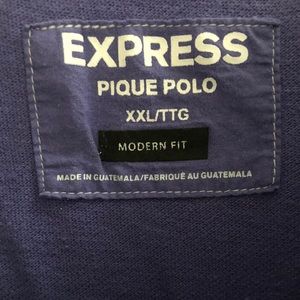 EXPRESS
PIQUE POLO
XXL/TTG
MODERN FIT
MADE IN GUATEMALA/FABRIQUÉ AU GUATEMALA